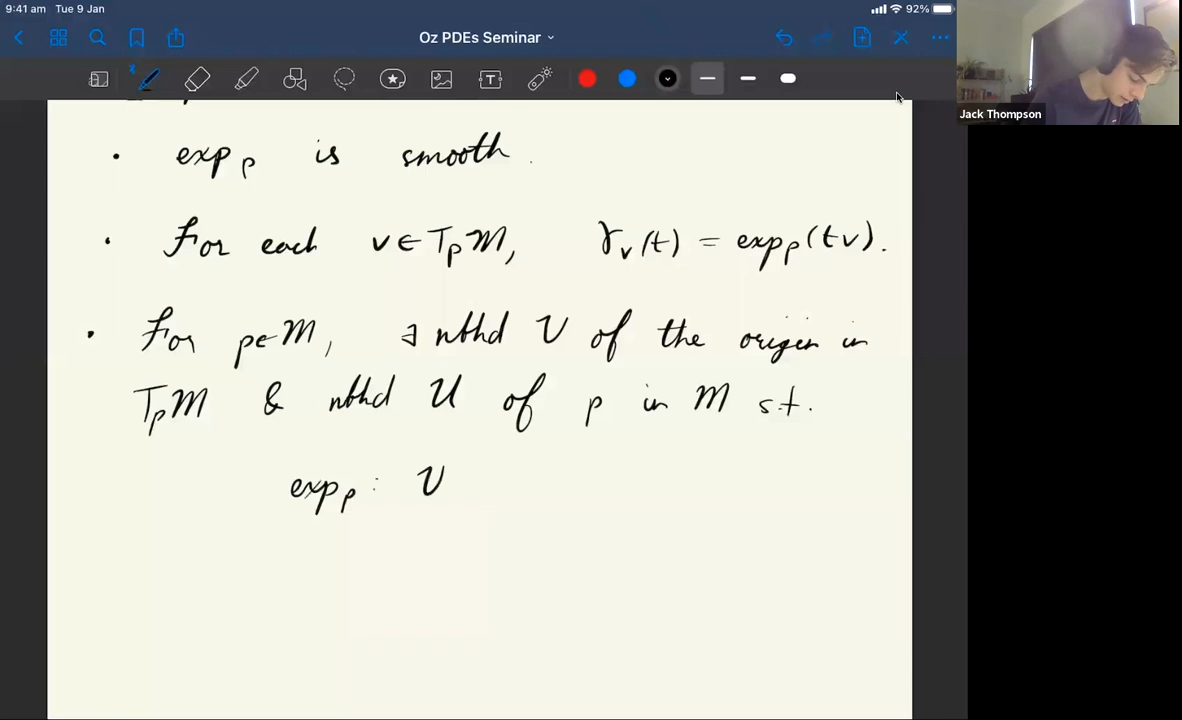 9:41 am Tue 9 Jan
92%
Oz PDEs Seminar
Jack Thompson
• exp_p is smooth.
• For each v ∈ T_pM, γ_v(t) = exp_p(tv).
• For p∈M, ∃ nbhd V of the origin in
T_pM & nbhd U of p in M s.t.
exp_p : V